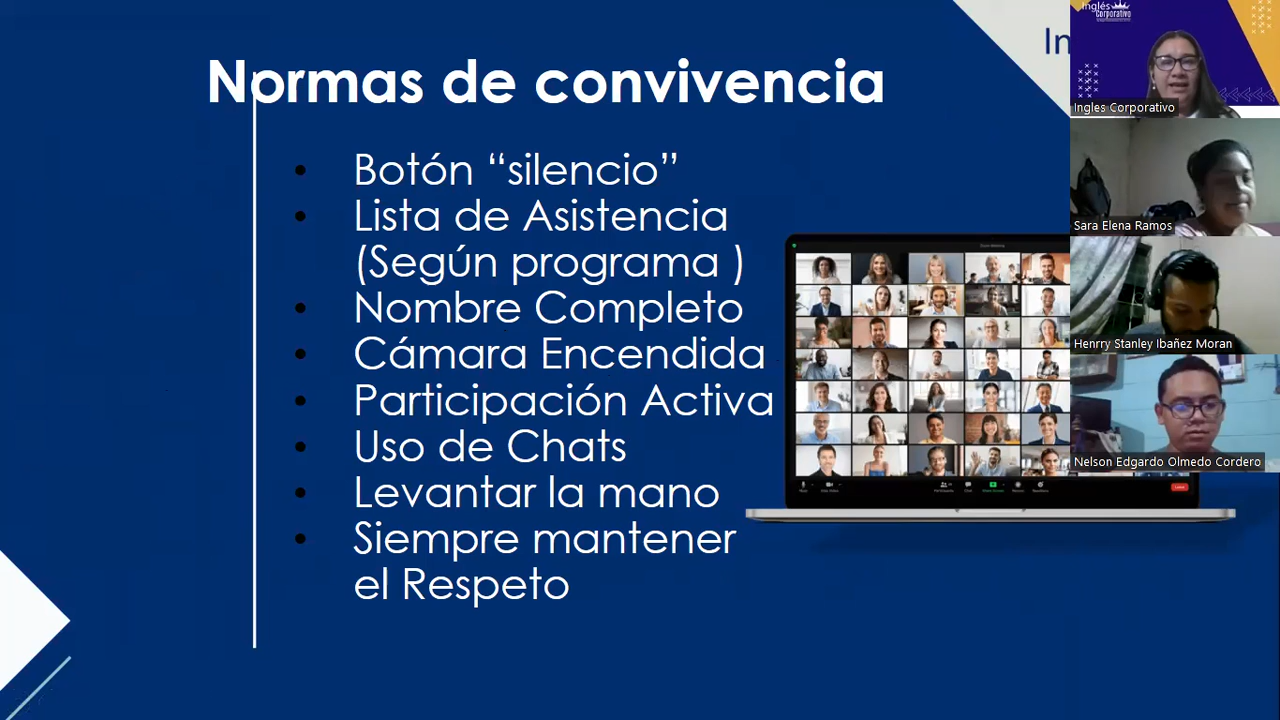 Normas de convivencia
Botón “silencio”
Lista de Asistencia
(Según programa )
Nombre Completo
Cámara Encendida
Participación Activa
Uso de Chats
Levantar la mano
Siempre mantener
el Respeto
In
Inglés
Corporativo
Ingles Corporativo
Sara Elena Ramos
Henrry Stanley Ibañez Moran
Nelson Edgardo Olmedo Cordero